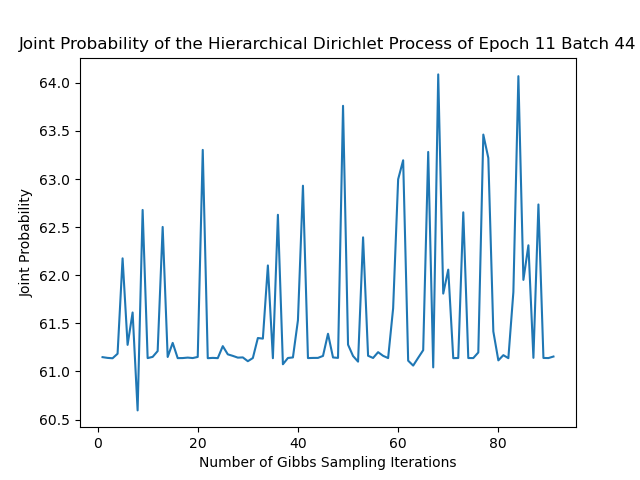 Joint Probability of the Hierarchical Dirichlet Process of Epoch 11 Batch 44
64.0
63.5
63.0
62.5
62.0
61.5
61.0
60.5
Joint Probability
0 20 40 60 80
Number of Gibbs Sampling Iterations